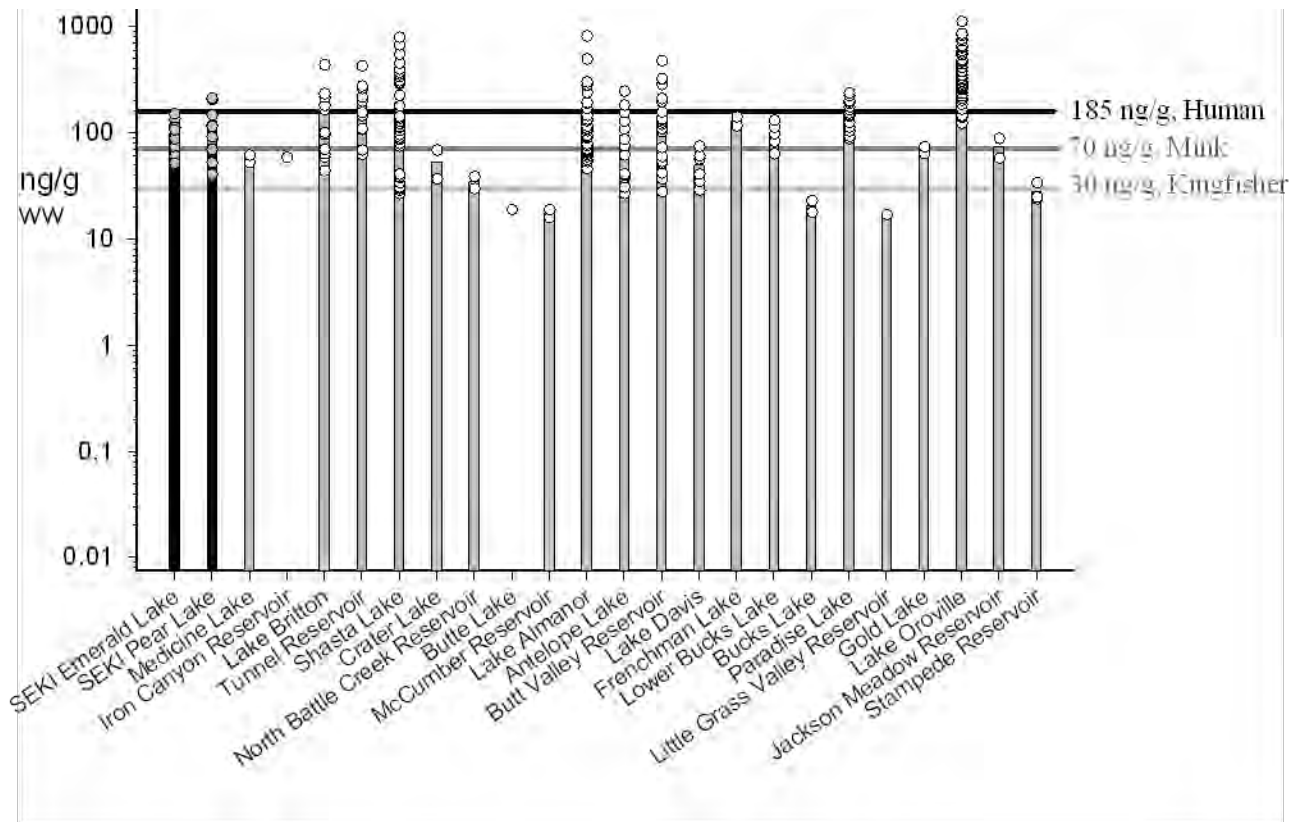 1000
100
ng/g
ww
10
1
0.1
0.01
185 ng/g, Human
70 ng/g, Mink
30 ng/g, Kingfisher
SEKI Emerald Lake
SEKI Pear Lake
Medicine Lake
Iron Canyon Reservoir
Lake Britton
Tunnel Reservoir
Shasta Lake
Crater Lake
North Battle Creek Reservoir
Butte Lake
McCumber Reservoir
Lake Almanor
Antelope Lake
Butt Valley Reservoir
Lake Davis
Frenchman Lake
Lower Bucks Lake
Bucks Lake
Paradise Lake
Little Grass Valley Reservoir
Gold Lake
Lake Oroville
Jackson Meadow Reservoir
Stampede Reservoir